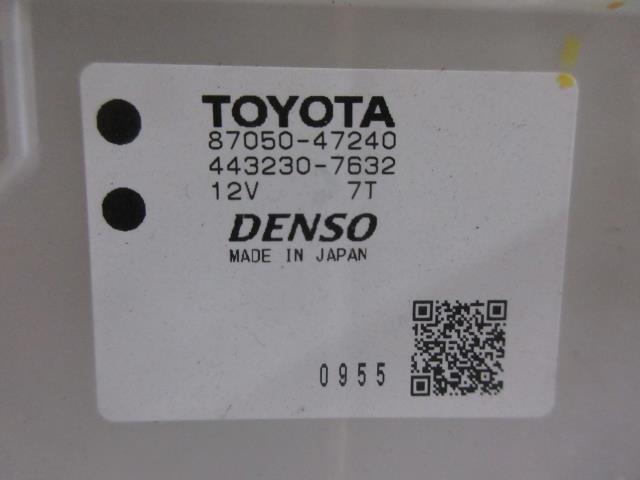 TOYOTA
87050-47240
443230-7632
12V 7T
DENSO
MADE IN JAPAN
0955